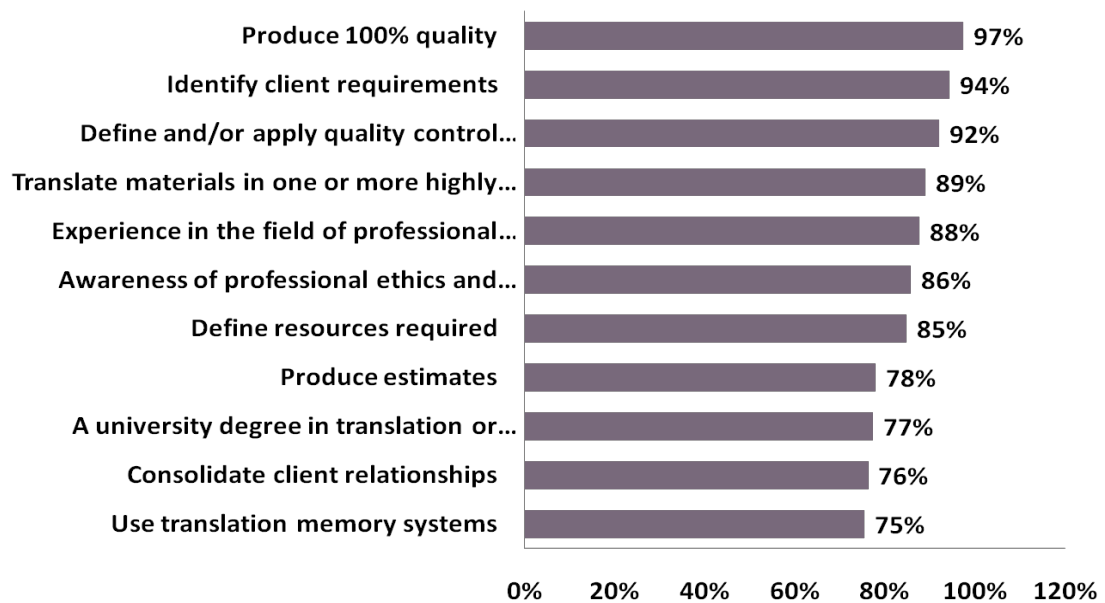 Produce 100% quality 97%
Identify client requirements 94%
Define and/or apply quality control... 92%
Translate materials in one or more highly... 89%
Experience in the field of professional... 88%
Awareness of professional ethics and... 86%
Define resources required 85%
Produce estimates 78%
A university degree in translation or... 77%
Consolidate client relationships 76%
Use translation memory systems 75%
0% 20% 40% 60% 80% 100% 120%